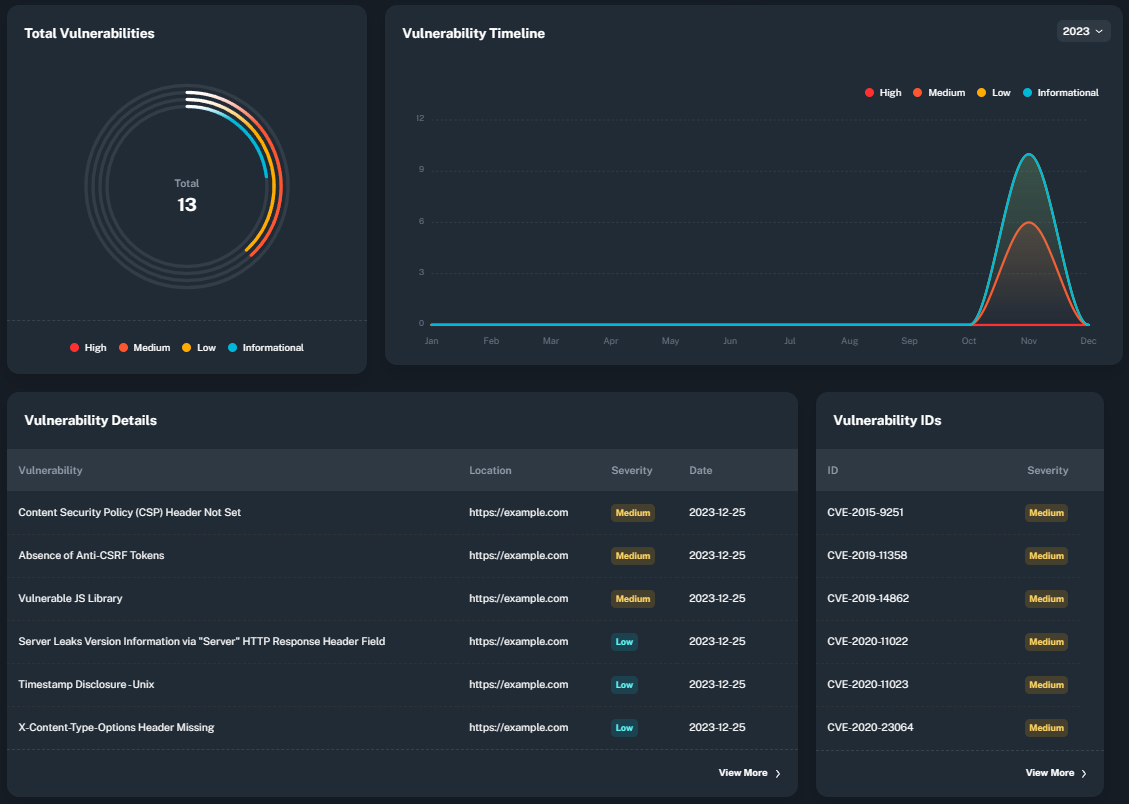 Total Vulnerabilities
Total
13
High Medium Low Informational
Vulnerability Timeline
2023
High Medium Low Informational
12
9
6
3
0
Jan Feb Mar Apr May Jun Jul Aug Sep Oct Nov Dec
Vulnerability Details
Vulnerability Location Severity Date
Content Security Policy (CSP) Header Not Set https://example.com Medium 2023-12-25
Absence of Anti-CSRF Tokens https://example.com Medium 2023-12-25
Vulnerable JS Library https://example.com Medium 2023-12-25
Server Leaks Version Information via "Server" HTTP Response Header Field https://example.com Low 2023-12-25
Timestamp Disclosure - Unix https://example.com Low 2023-12-25
X-Content-Type-Options Header Missing https://example.com Low 2023-12-25
View More
Vulnerability IDs
ID Severity
CVE-2015-9251 Medium
CVE-2019-11358 Medium
CVE-2019-14862 Medium
CVE-2020-11022 Medium
CVE-2020-11023 Medium
CVE-2020-23064 Medium
View More